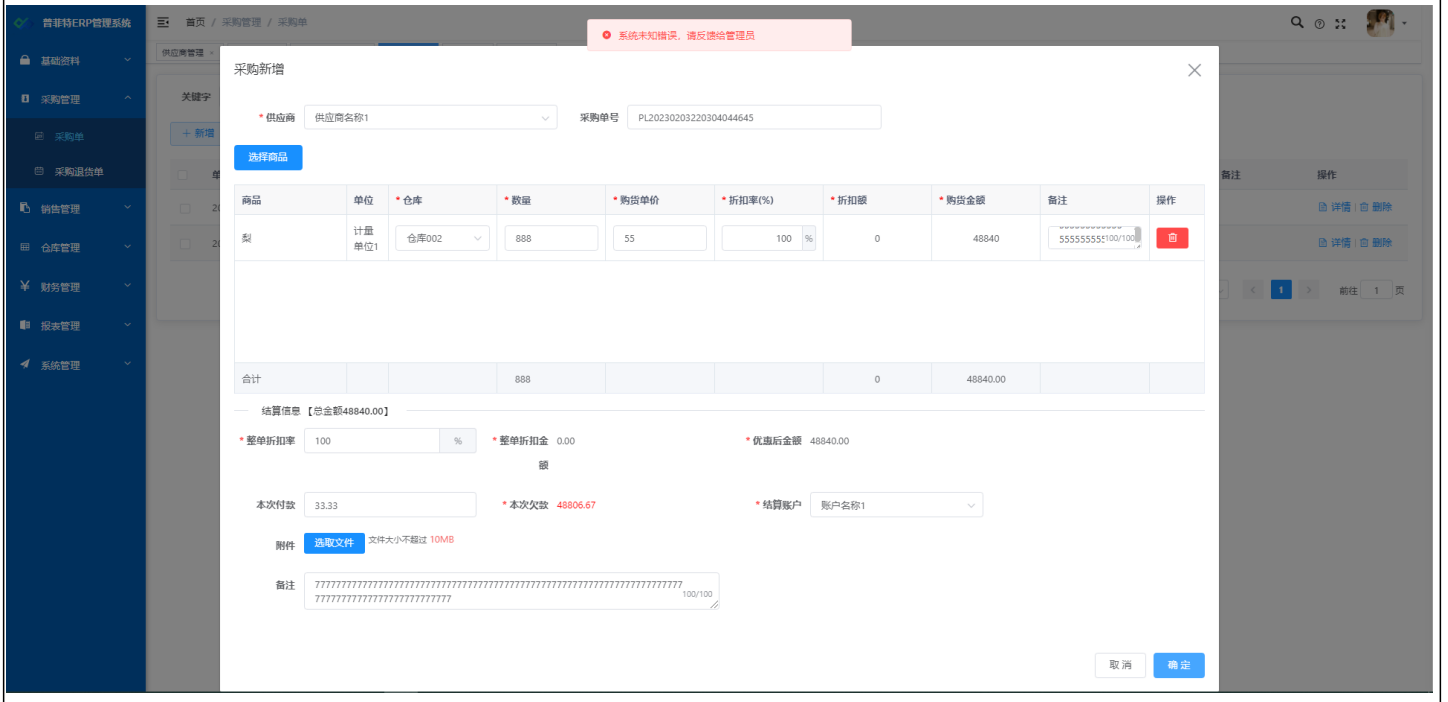 普菲特ERP管理系统
首页 / 采购管理 / 采购单
系统未知错误，请反馈给管理员
供应商管理 ×
基础资料
采购管理
采购单
采购退货单
销售管理
仓库管理
财务管理
报表管理
系统管理
关键字
+ 新增
采购新增
* 供应商 供应商名称1 采购单号 PL20230203220304044645
选择商品
商品 单位 * 仓库 * 数量 * 购货单价 * 折扣率(%) * 折扣额 * 购货金额 备注 操作
梨 计量单位1 仓库002 888 55 100 % 0 48840 555555555 100/100
合计 888 0 48840.00
结算信息 【总金额48840.00】
* 整单折扣率 100 % * 整单折扣金额 0.00 * 优惠后金额 48840.00
本次付款 33.33 * 本次欠款 48806.67 * 结算账户 账户名称1
附件 选取文件 文件大小不超过 10MB
备注
100/100
取消 确定
备注 操作
详情 删除
详情 删除
1 前往 1 页